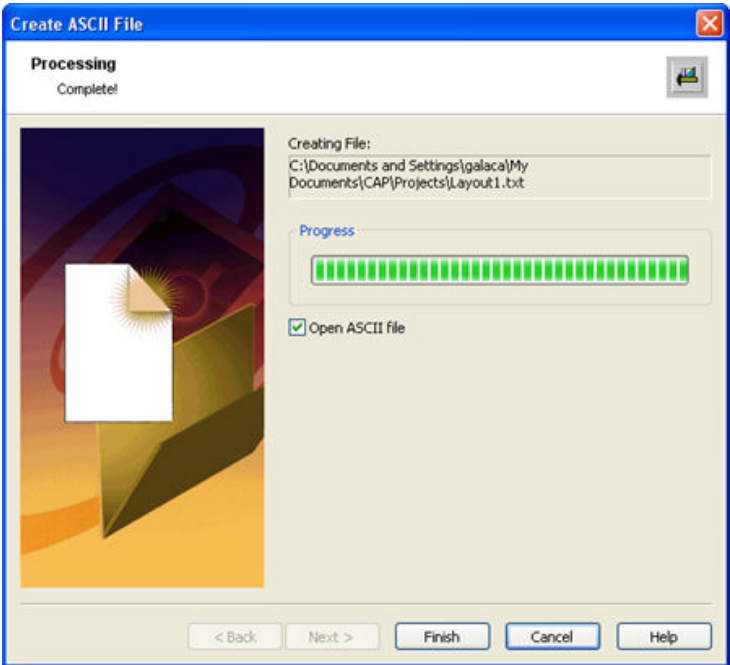 Create ASCII File
Processing
Complete!
Creating File:
C:\Documents and Settings\galaca\My
Documents\CAP\Projects\Layout1.txt
Progress
Open ASCII file
< Back
Next >
Finish
Cancel
Help